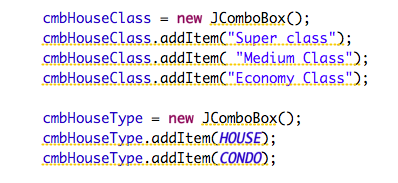 cmbHouseClass = new JComboBox();
cmbHouseClass.addItem("Super class");
cmbHouseClass.addItem( "Medium Class");
cmbHouseClass.addItem("Economy Class");
cmbHouseType = new JComboBox();
cmbHouseType.addItem(HOUSE);
cmbHouseType.addItem(CONDO);